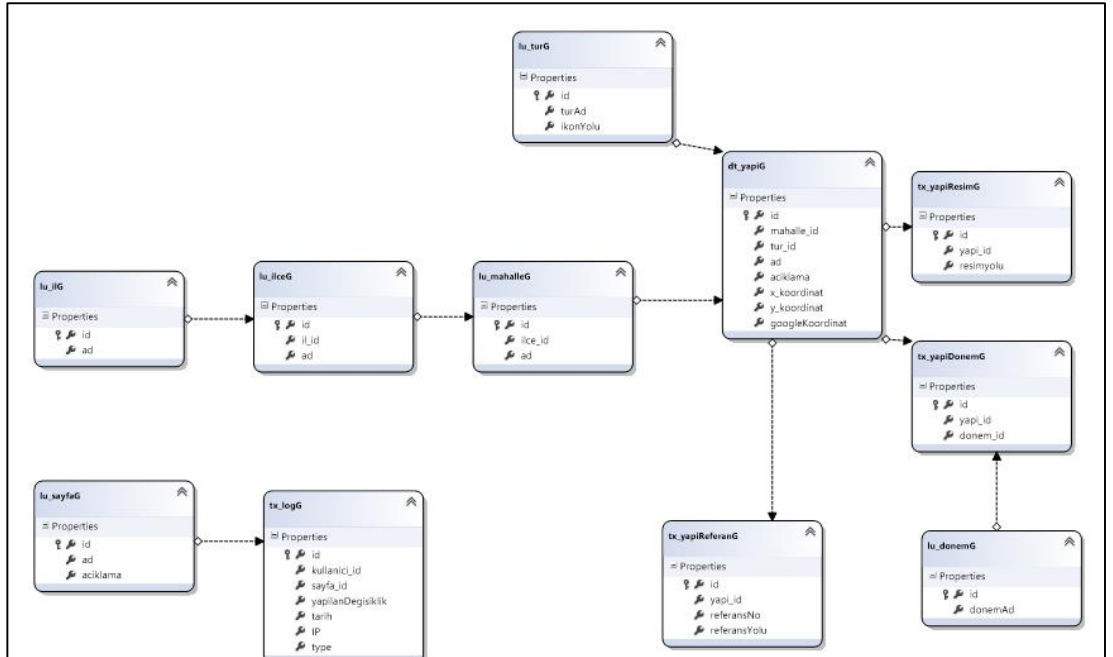 lu_turG
Properties
id
turAd
ikonYolu
dt_yapiG
Properties
id
mahalle_id
tur_id
ad
aciklama
x_koordinat
y_koordinat
googleKoordinat
tx_yapiResimG
Properties
id
yapi_id
resimyolu
lu_ilG
Properties
id
ad
lu_ilceG
Properties
id
il_id
ad
lu_mahalleG
Properties
id
ilce_id
ad
tx_yapiDonemG
Properties
id
yapi_id
donem_id
lu_sayfaG
Properties
id
ad
aciklama
tx_logG
Properties
id
kullanici_id
sayfa_id
yapilanDegisiklik
tarih
IP
type
tx_yapiReferanG
Properties
id
yapi_id
referansNo
referansYolu
lu_donemG
Properties
id
donemAd